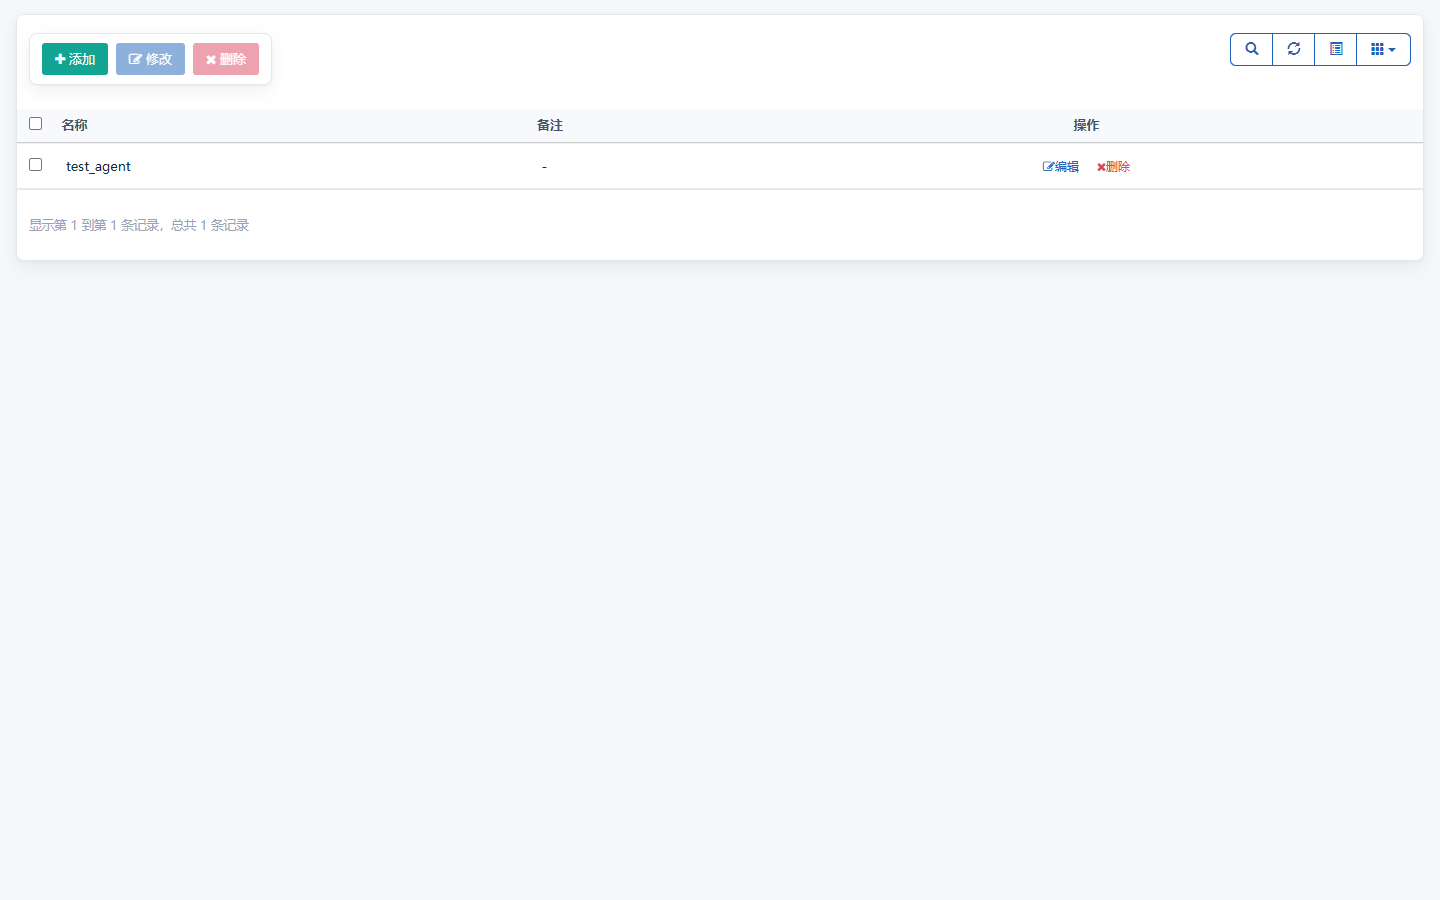 添加 修改 删除
名称 备注 操作
test_agent - 编辑 删除
显示第 1 到第 1 条记录，总共 1 条记录